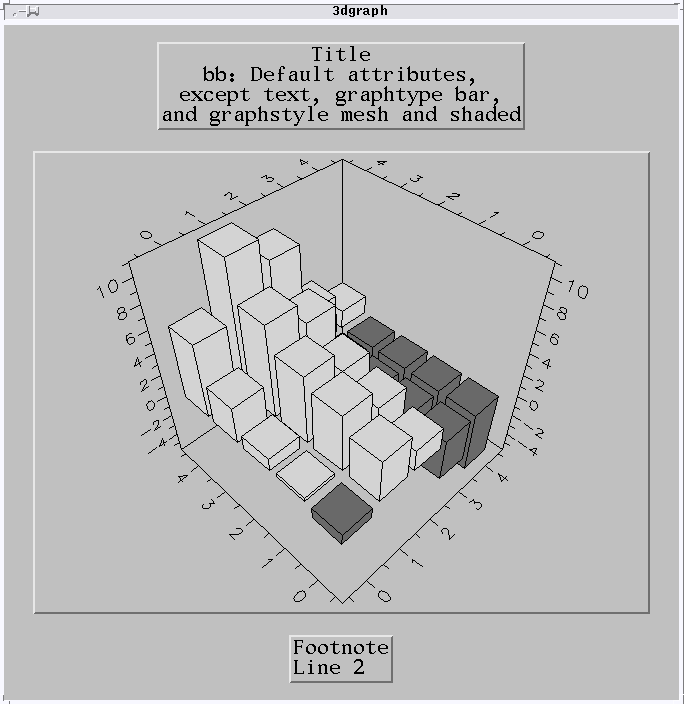 3dgraph
Title
bb: Default attributes,
except text, graphtype bar,
and graphstyle mesh and shaded
0 1 2 3 4
4 3 2 1 0
10 8 6 4 2 0 -2 -4
10 8 6 4 2 0 -2 -4
4 3 2 1 0
0 1 2 3 4
Footnote
Line 2